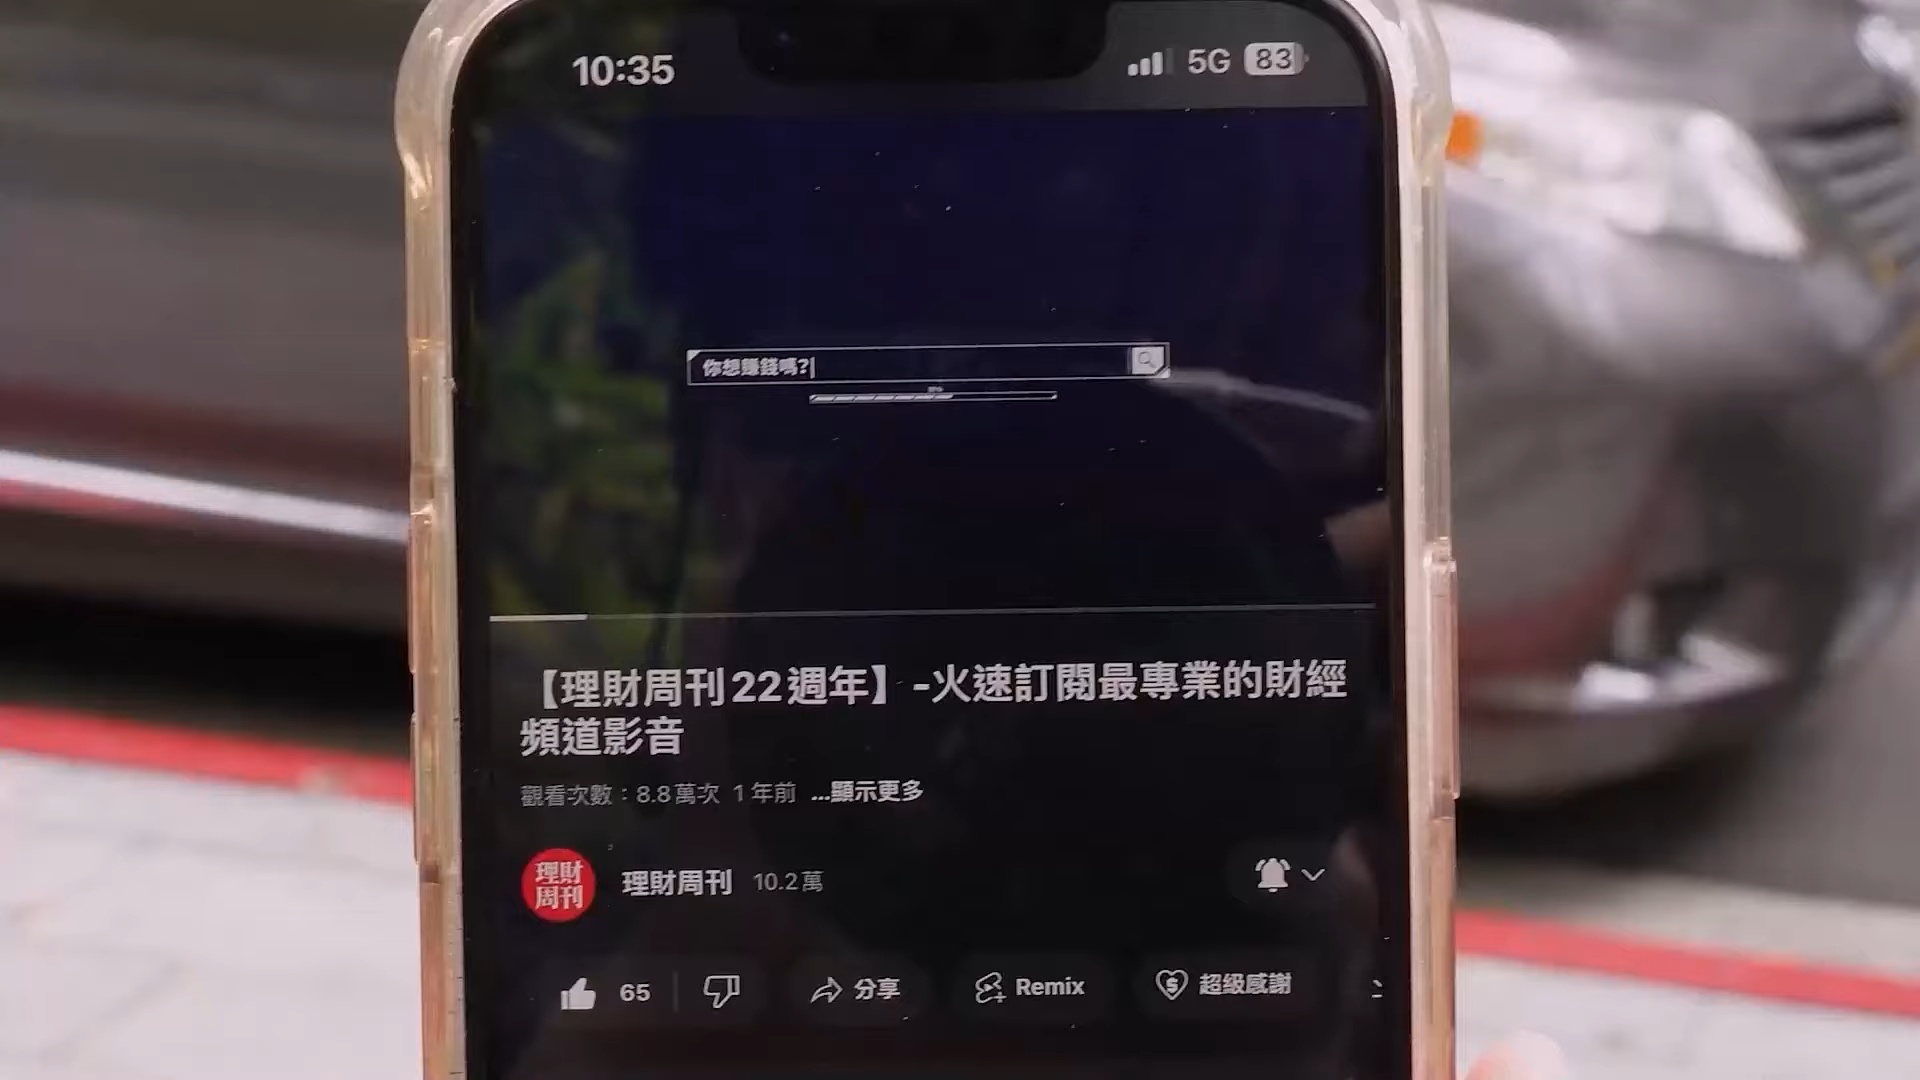 10:35
5G 83
你想賺錢嗎?
【理財周刊22週年】-火速訂閱最專業的財經
頻道影音
觀看次數：8.8萬次 1年前 ...顯示更多
理財
周刊
理財周刊 10.2萬
65
分享
Remix
超級感謝